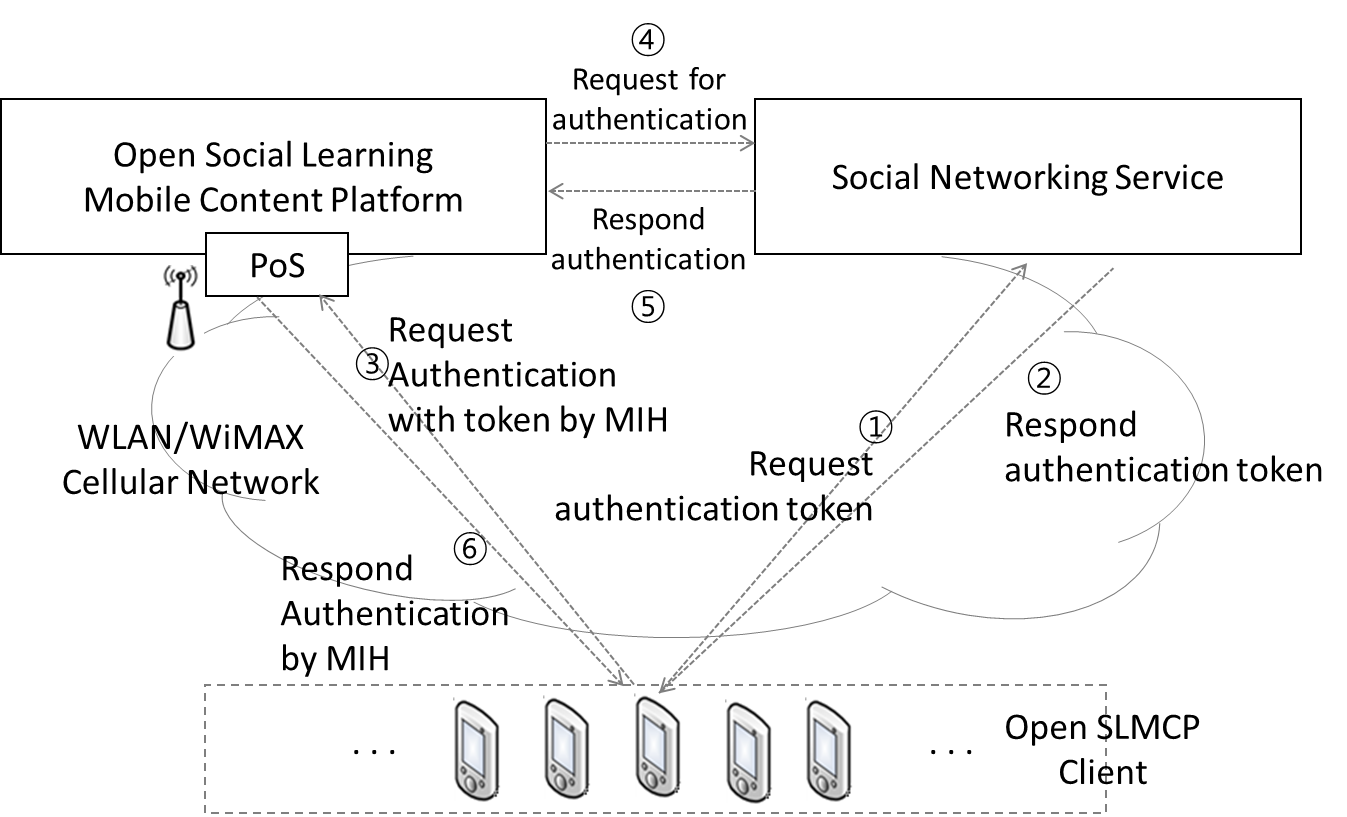 ④
Request for
authentication
Open Social Learning
Mobile Content Platform
Social Networking Service
Respond
authentication
⑤
PoS
Request
③
Authentication
with token by MIH
②
Respond
authentication token
①
Request
authentication token
WLAN/WiMAX
Cellular Network
⑥
Respond
Authentication
by MIH
. . .
. . .
Open SLMCP
Client